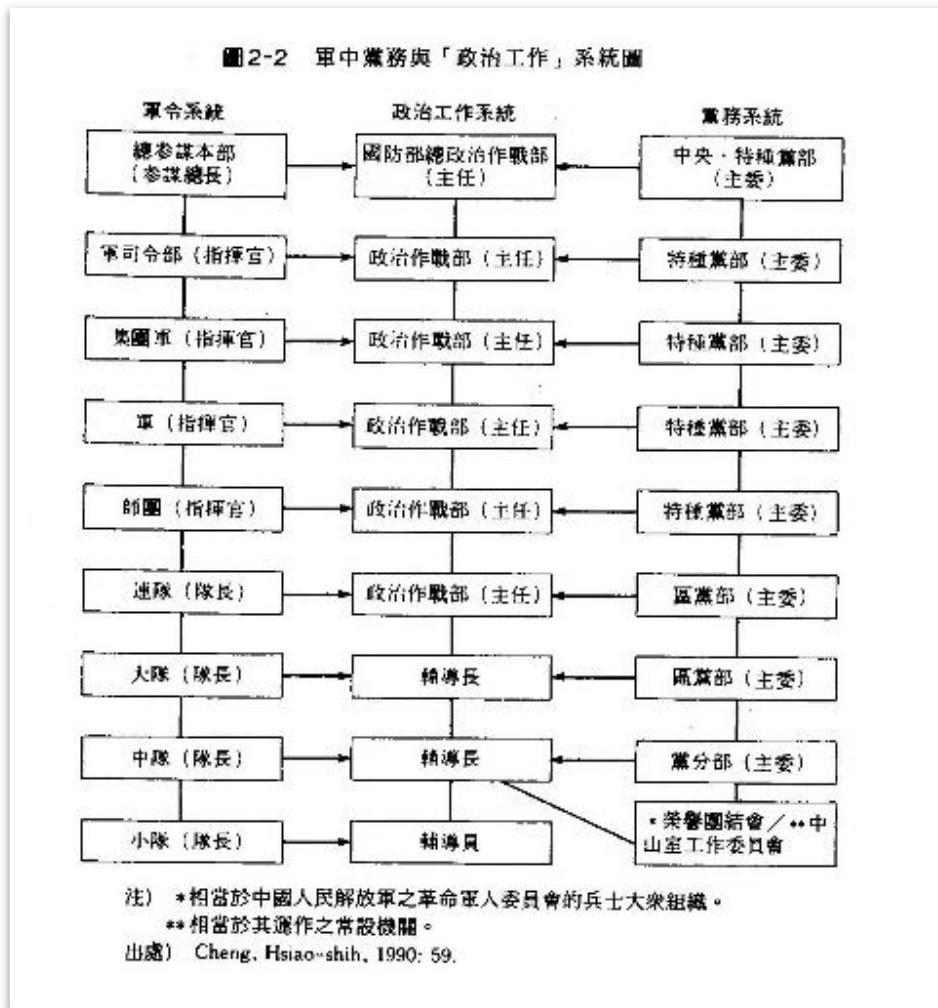 圖2-2 軍中黨務與「政治工作」系統圖
軍令系統 政治工作系統 黨務系統
總參謀本部 國防部總政治作戰部 中央・特種黨部
(參謀總長) (主任) (主委)
軍司令部 (指揮官) 政治作戰部 (主任) 特種黨部 (主委)
集團軍 (指揮官) 政治作戰部 (主任) 特種黨部 (主委)
軍 (指揮官) 政治作戰部 (主任) 特種黨部 (主委)
師團 (指揮官) 政治作戰部 (主任) 特種黨部 (主委)
連隊 (隊長) 政治作戰部 (主任) 區黨部 (主委)
大隊 (隊長) 輔導長 區黨部 (主委)
中隊 (隊長) 輔導長 黨分部 (主委)
小隊 (隊長) 輔導員 *榮譽團結會/**中
山室工作委員會
注) *相當於中國人民解放軍之革命軍人委員會的兵士大眾組織。
**相當於其運作之常設機關。
出處) Cheng, Hsiao-shih, 1990: 59.